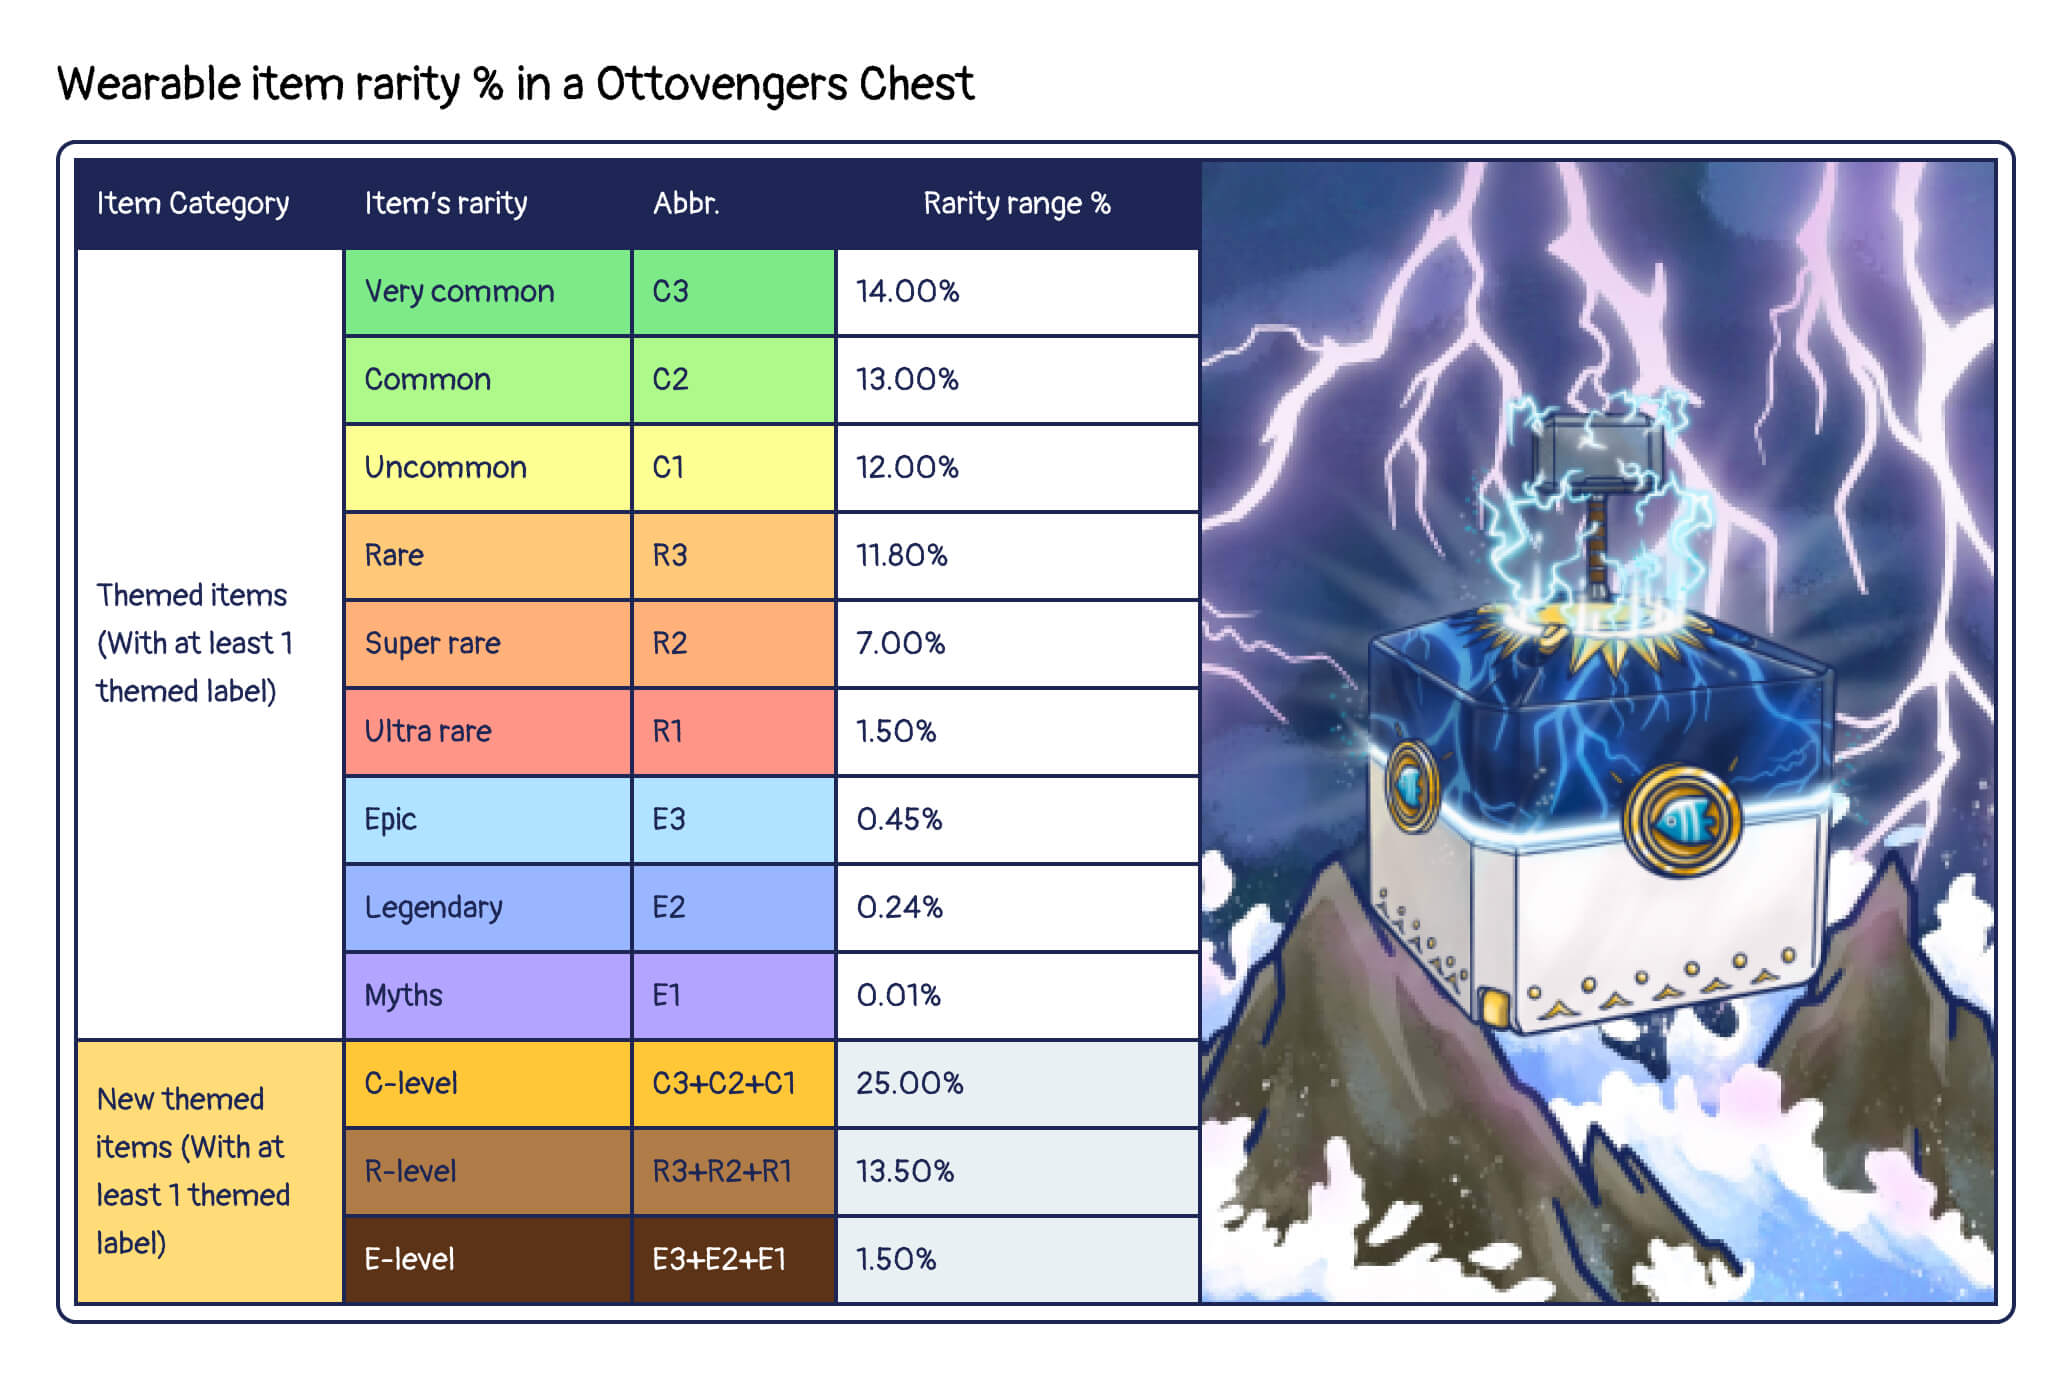 Wearable item rarity % in a Ottovengers Chest
Item Category Item's rarity Abbr. Rarity range %
Themed items
(With at least 1
themed label)
Very common C3 14.00%
Common C2 13.00%
Uncommon C1 12.00%
Rare R3 11.80%
Super rare R2 7.00%
Ultra rare R1 1.50%
Epic E3 0.45%
Legendary E2 0.24%
Myths E1 0.01%
New themed
items (With at
least 1 themed
label)
C-level C3+C2+C1 25.00%
R-level R3+R2+R1 13.50%
E-level E3+E2+E1 1.50%